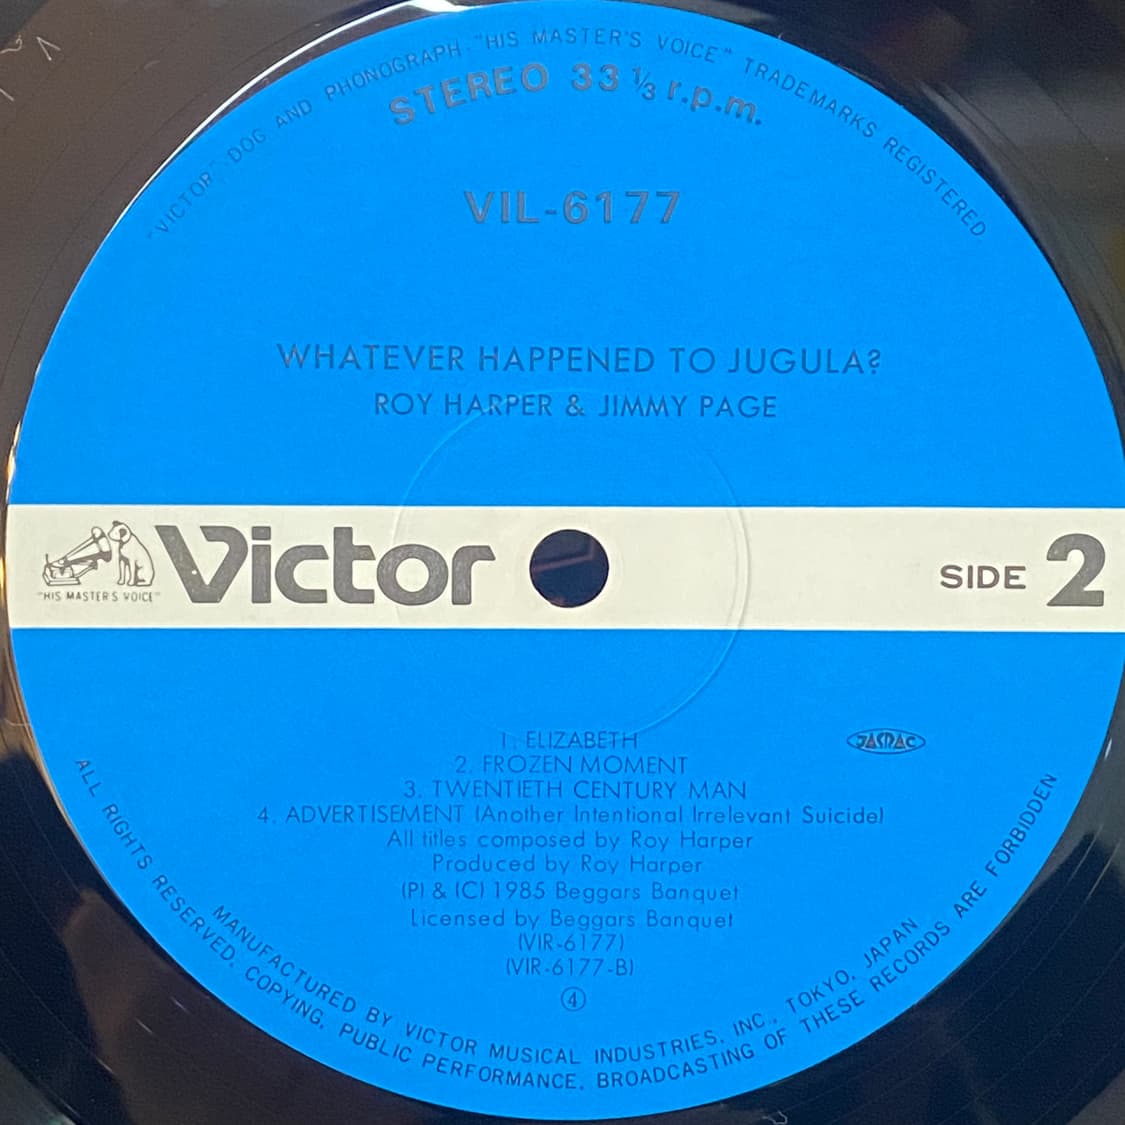 "VICTOR" DOG AND PHONOGRAPH "HIS MASTER'S VOICE" TRADEMARKS REGISTERED
STEREO 33 1/3 r.p.m.
VIL-6177
WHATEVER HAPPENED TO JUGULA?
ROY HARPER & JIMMY PAGE
"HIS MASTER'S VOICE"
Victor
SIDE 2
1. ELIZABETH
JASRAC
2. FROZEN MOMENT
3. TWENTIETH CENTURY MAN
4. ADVERTISEMENT (Another Intentional Irrelevant Suicide)
All titles composed by Roy Harper
Produced by Roy Harper
(P) & (C) 1985 Beggars Banquet
Licensed by Beggars Banquet
(VIR-6177)
(VIR-6177-B)
④
MANUFACTURED BY VICTOR MUSICAL INDUSTRIES, INC., TOKYO, JAPAN
ALL RIGHTS RESERVED. COPYING, PUBLIC PERFORMANCE, BROADCASTING OF THESE RECORDS ARE FORBIDDEN